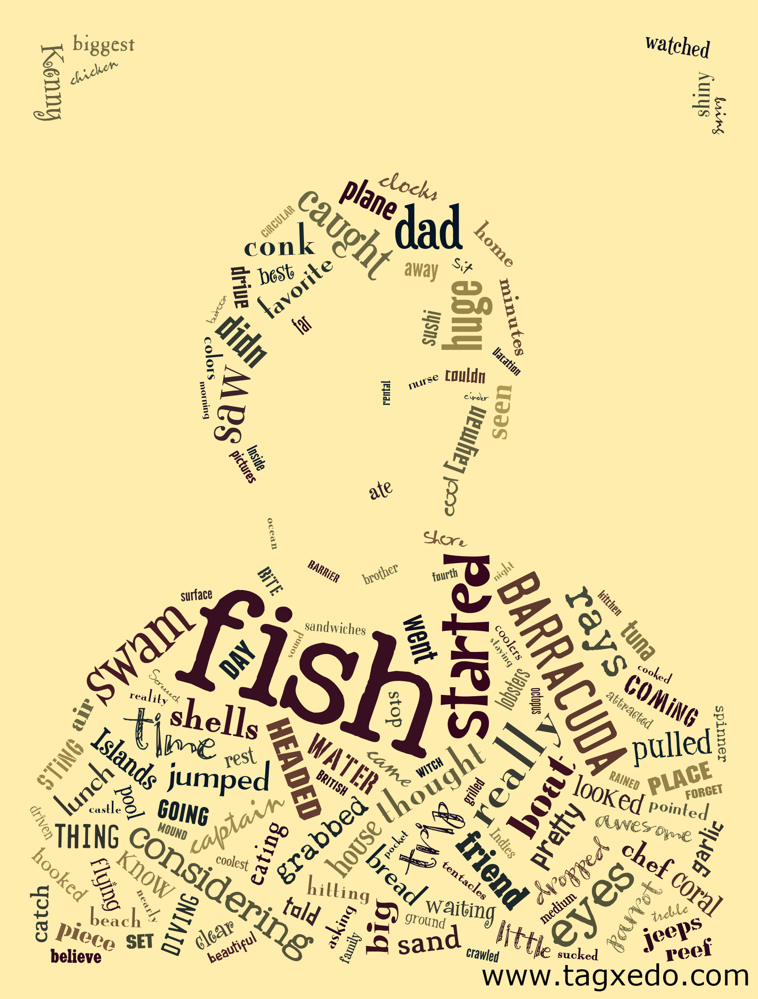 biggest
Kenny
chicken
watched
shiny
bring
clocks
plane
caught
dad
CiRCULAR
home
conk
away
sit
best
drive
favorite
huge
minutes
bedroom
didn
far
sushi
colors
vacation
saw
couldn
nurse
rental
morning
cinder
seen
Cayman
Inside
pictures
cool
ate
ocean
shore
BARRiER
brother
fourth
night
BiTE
started
BARRACUDA
surface
rays
kitchen
fish
swam
sandwiches
went
sound
DAY
coolers
staying
tuna
cooked
COMiNG
lobsters
octopus
attracted
reality
air
shells
stop
time
spinner
STiNG
Islands
HEADED
WATER
came
WITCH
really
pulled
rest
jumped
BRITISH
thought
boat
RAINED
PLACE
FORGET
lunch
pool
castle
GOING
captain
grabbed
grilled
looked
pointed
driven
THING
MOUND
considering
eating
house
pocket
trip
friend
Indies
pretty
awesome
garlic
hooked
flying
KNOW
coolest
bread
tentacles
dropped
chef
coral
catch
nearly
hitting
eyes
parrot
beach
DIVING
told
asking
big
waiting
ground
medium
treble
piece
SET
clear
beautiful
family
sand
little
jeeps
believe
crawled
sucked
reef
www.tagxedo.com